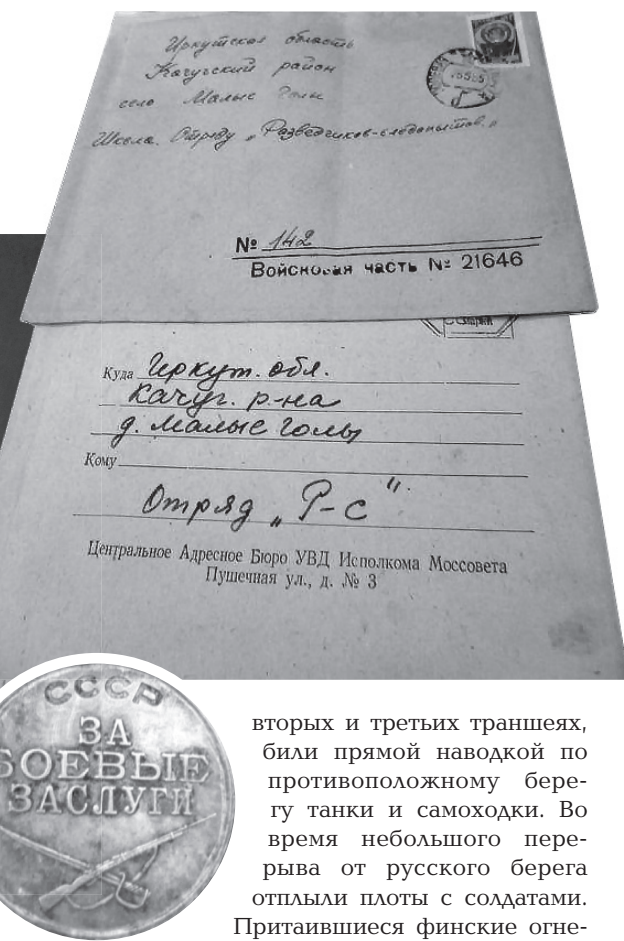 Иркутская область
Качугский район
село Малые Голы
Школа. Отряду „Разведчиков-следопытов.„
№ 142
Войсковая часть № 21646
Куда Иркут. обл.
Качуг. р-на
д. Малые Голы
Кому
Отряд „Р-с“.
Центральное Адресное Бюро УВД Исполкома Моссовета
Пушечная ул., д. № 3
СССР
ЗА
БОЕВЫЕ
ЗАСЛУГИ
вторых и третьих траншеях,
били прямой наводкой по
противоположному бере-
гу танки и самоходки. Во
время небольшого пере-
рыва от русского берега
отплыли плоты с солдатами.
Притаившиеся финские огне-